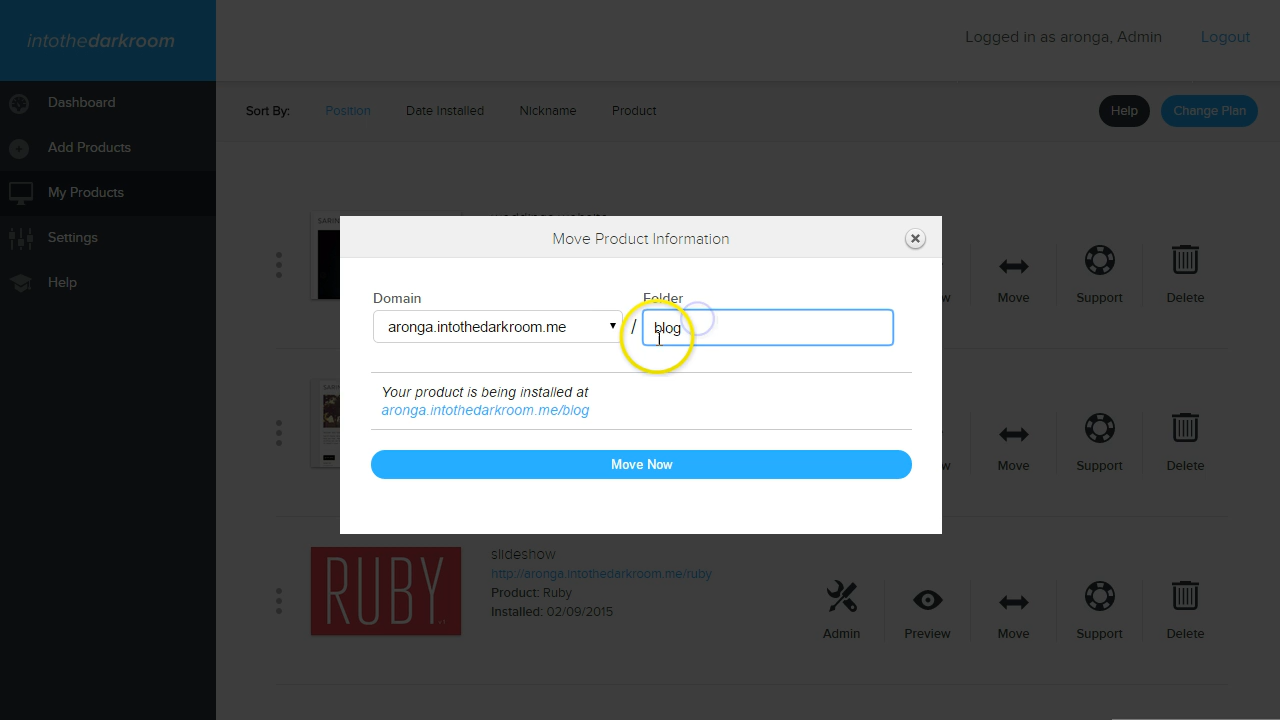 intothedarkroom
Logged in as aronga, Admin
Logout
Dashboard
Add Products
My Products
Settings
Help
Sort By:
Position
Date Installed
Nickname
Product
Help
Change Plan
Move Product Information
Domain
Folder
aronga.intothedarkroom.me
/
blog
Your product is being installed at
aronga.intothedarkroom.me/blog
Move Now
Move
Support
Delete
Move
Support
Delete
RUBY
slideshow
http://aronga.intothedarkroom.me/ruby
Product: Ruby
Installed: 02/09/2015
Admin
Preview
Move
Support
Delete